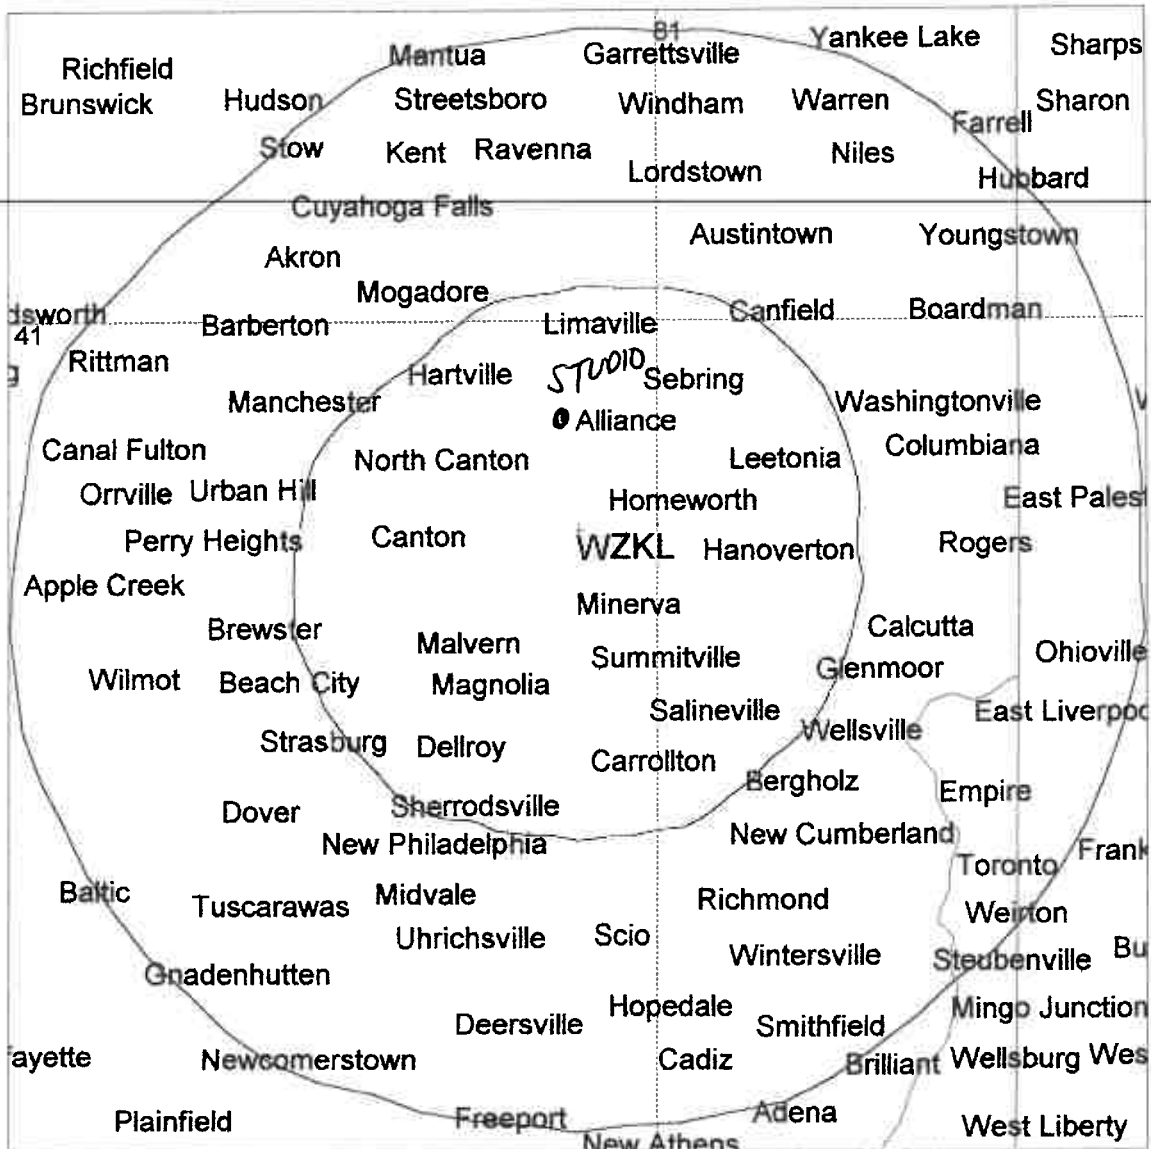 81
Yankee Lake
Sharps
Mantua
Garrettsville
Richfield
Brunswick
Hudson
Streetsboro
Windham
Warren
Sharon
Farrell
Stow
Kent
Ravenna
Niles
Lordstown
Hubbard
Cuyahoga Falls
Austintown
Youngstown
Akron
Mogadore
dsworth
41
Barberton
Limaville
Canfield
Boardman
Rittman
g
Hartville
STUDIO
Sebring
Manchester
Washingtonville
Alliance
Canal Fulton
North Canton
Leetonia
Columbiana
Orrville
Urban Hill
Homeworth
East Palest
Perry Heights
Canton
WZKL
Hanoverton
Rogers
Apple Creek
Minerva
Brewster
Malvern
Calcutta
Summitville
Glenmoor
Ohioville
Wilmot
Beach City
Magnolia
Salineville
East Liverpoo
Strasburg
Dellroy
Wellsville
Carrollton
Bergholz
Empire
Dover
Sherrodsville
New Philadelphia
New Cumberland
Toronto
Frank
Baltic
Tuscarawas
Midvale
Richmond
Weirton
Uhrichsville
Scio
Wintersville
Steubenville
Bu
Gnadenhutten
Hopedale
Mingo Junction
Deersville
Smithfield
fayette
Newcomerstown
Cadiz
Brilliant
Wellsburg
Wes
Plainfield
Freeport
Adena
West Liberty
New Athens